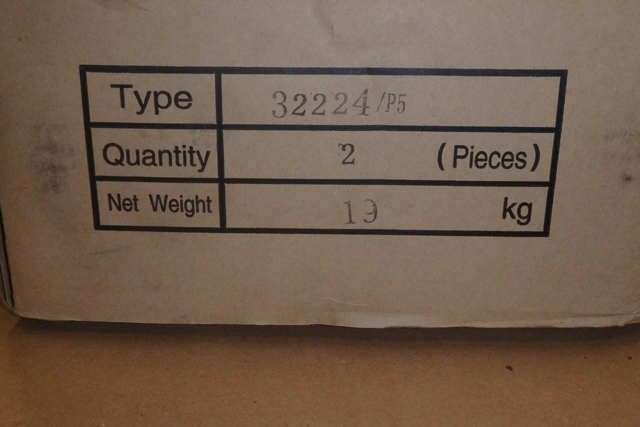 Type 32224/P5
Quantity 2 (Pieces)
Net Weight 19 kg